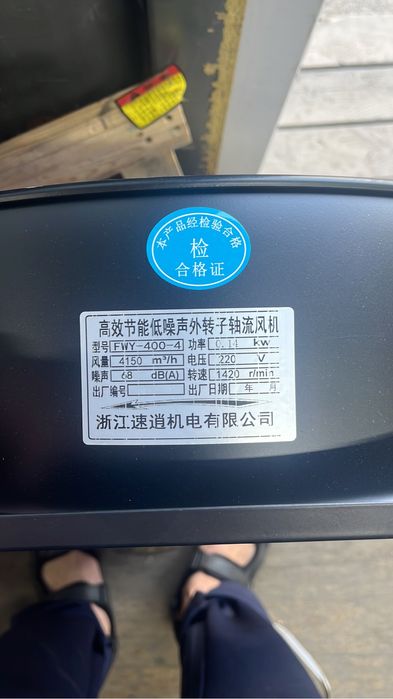 本产品经检验合格
检
合格证
高效节能低噪声外转子轴流风机
型号 FWY-400-4 功率 0.14 kw
风量 4150 m³/h 电压 220 V
噪声 68 dB(A) 转速 1420 r/min
出厂编号 出厂日期 年 月
浙江速逍机电有限公司